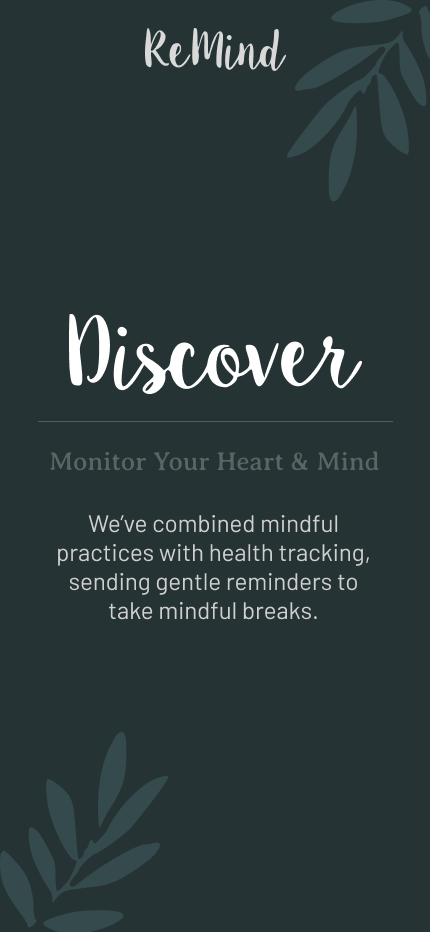 ReMind
Discover
Monitor Your Heart & Mind
We’ve combined mindful
practices with health tracking,
sending gentle reminders to
take mindful breaks.